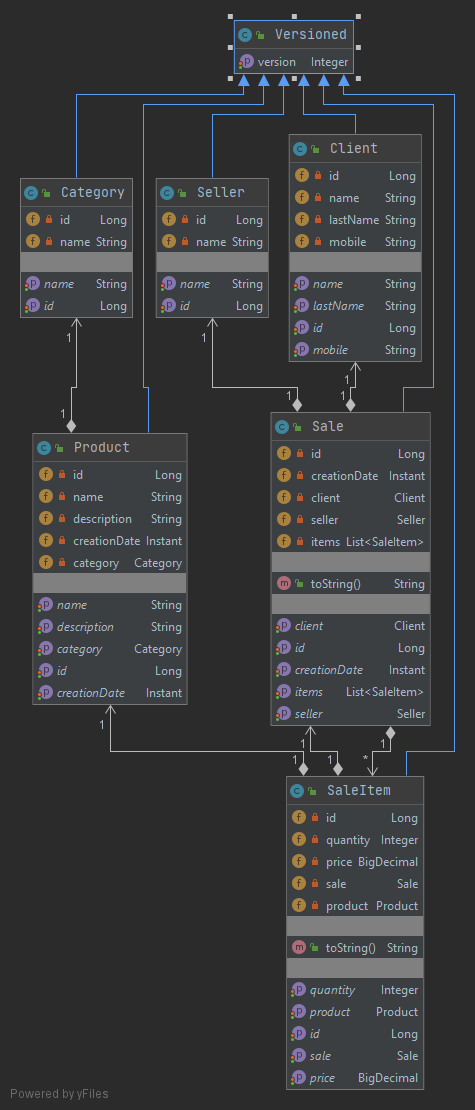 Versioned
version Integer
Client
id Long
name String
lastName String
mobile String
name String
lastName String
id Long
mobile String
Category
id Long
name String
name String
id Long
Seller
id Long
name String
name String
id Long
1
1
1
1
1
1
Product
id Long
name String
description String
creationDate Instant
category Category
name String
description String
category Category
id Long
creationDate Instant
Sale
id Long
creationDate Instant
client Client
seller Seller
items List<SaleItem>
toString() String
client Client
id Long
creationDate Instant
items List<SaleItem>
seller Seller
1
1
1
1
1
*
SaleItem
id Long
quantity Integer
price BigDecimal
sale Sale
product Product
toString() String
quantity Integer
product Product
id Long
sale Sale
price BigDecimal
Powered by yFiles